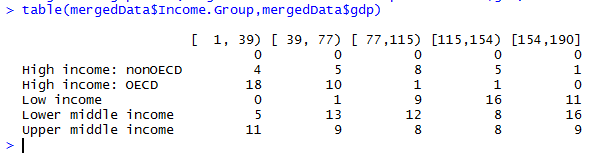 > table(mergedData$Income.Group,mergedData$gdp)
[ 1, 39) [ 39, 77) [ 77,115) [115,154) [154,190]
0 0 0 0 0
High income: nonOECD 4 5 8 5 1
High income: OECD 18 10 1 1 0
Low income 0 1 9 16 11
Lower middle income 5 13 12 8 16
Upper middle income 11 9 8 8 9
>